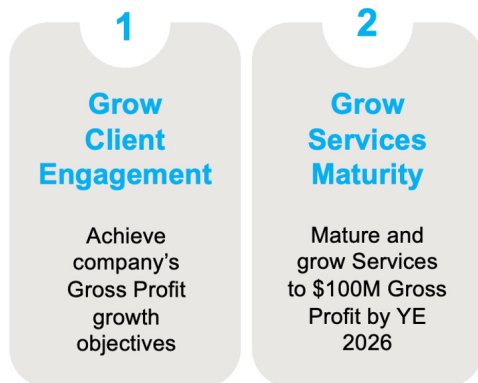 1
Grow
Client
Engagement
Achieve
company's
Gross Profit
growth
objectives
2
Grow
Services
Maturity
Mature and
grow Services
to $100M Gross
Profit by YE
2026